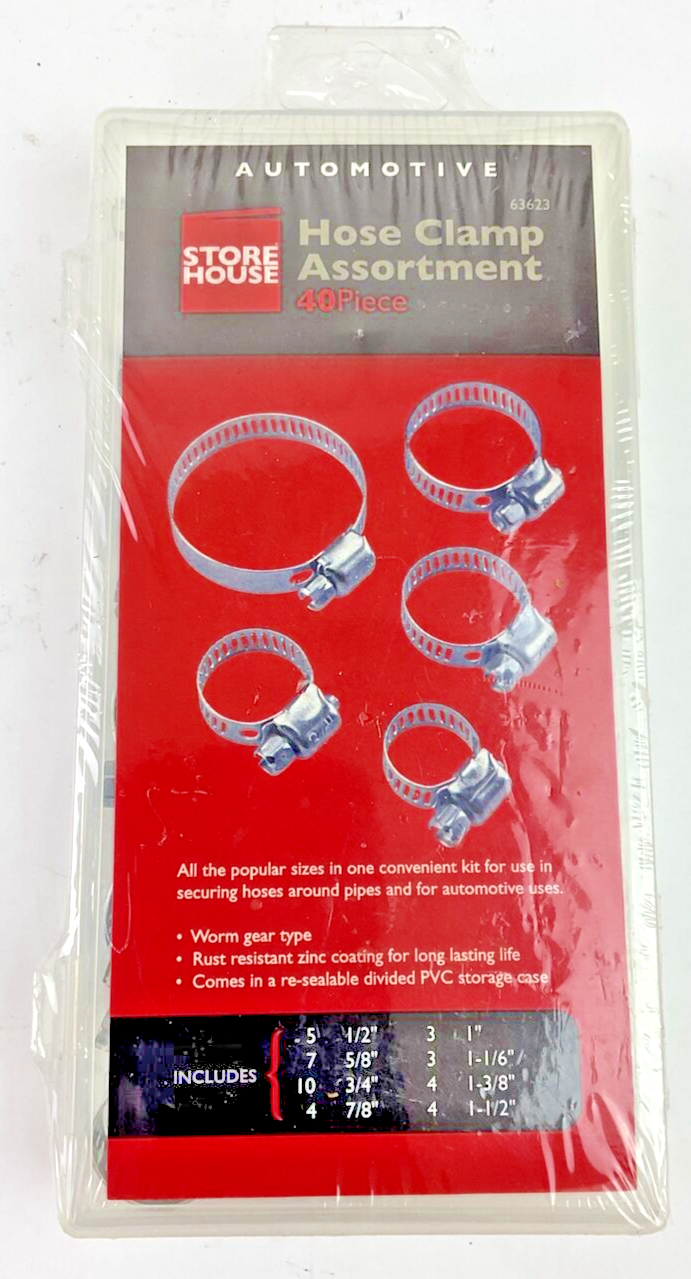 AUTOMOTIVE
63623
STORE
HOUSE
Hose Clamp
Assortment
40 Piece
All the popular sizes in one convenient kit for use in
securing hoses around pipes and for automotive uses.
• Worm gear type
• Rust resistant zinc coating for long lasting life
• Comes in a re-sealable divided PVC storage case
INCLUDES
5 1/2" 3 1"
7 5/8" 3 1-1/6"
10 3/4" 4 1-3/8"
4 7/8" 4 1-1/2"